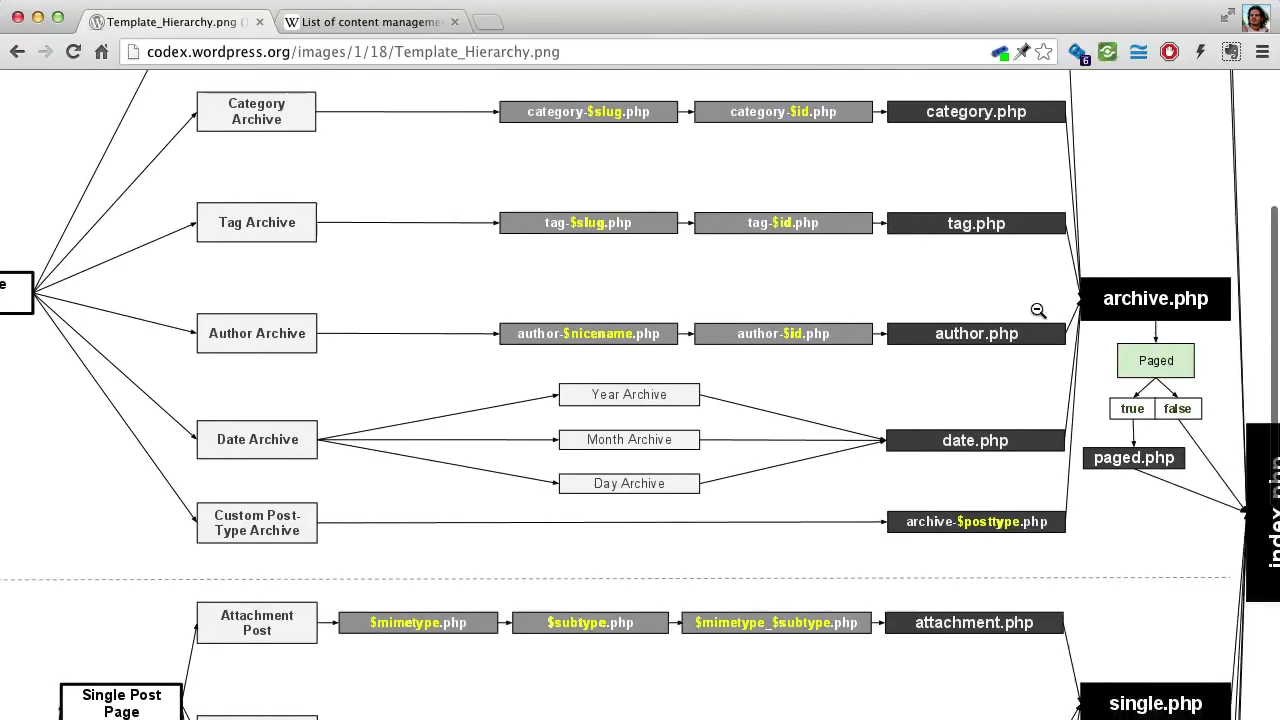 Template_Hierarchy.png (
List of content manageme
codex.wordpress.org/images/1/18/Template_Hierarchy.png
6
Category
Archive
category-$slug.php
category-$id.php
category.php
Tag Archive
tag-$slug.php
tag-$id.php
tag.php
e
archive.php
Author Archive
author-$nicename.php
author-$id.php
author.php
Paged
Year Archive
true
false
Date Archive
Month Archive
date.php
paged.php
Day Archive
Custom Post-
Type Archive
archive-$posttype.php
index.php
Attachment
Post
$mimetype.php
$subtype.php
$mimetype_$subtype.php
attachment.php
Single Post
Page
single.php